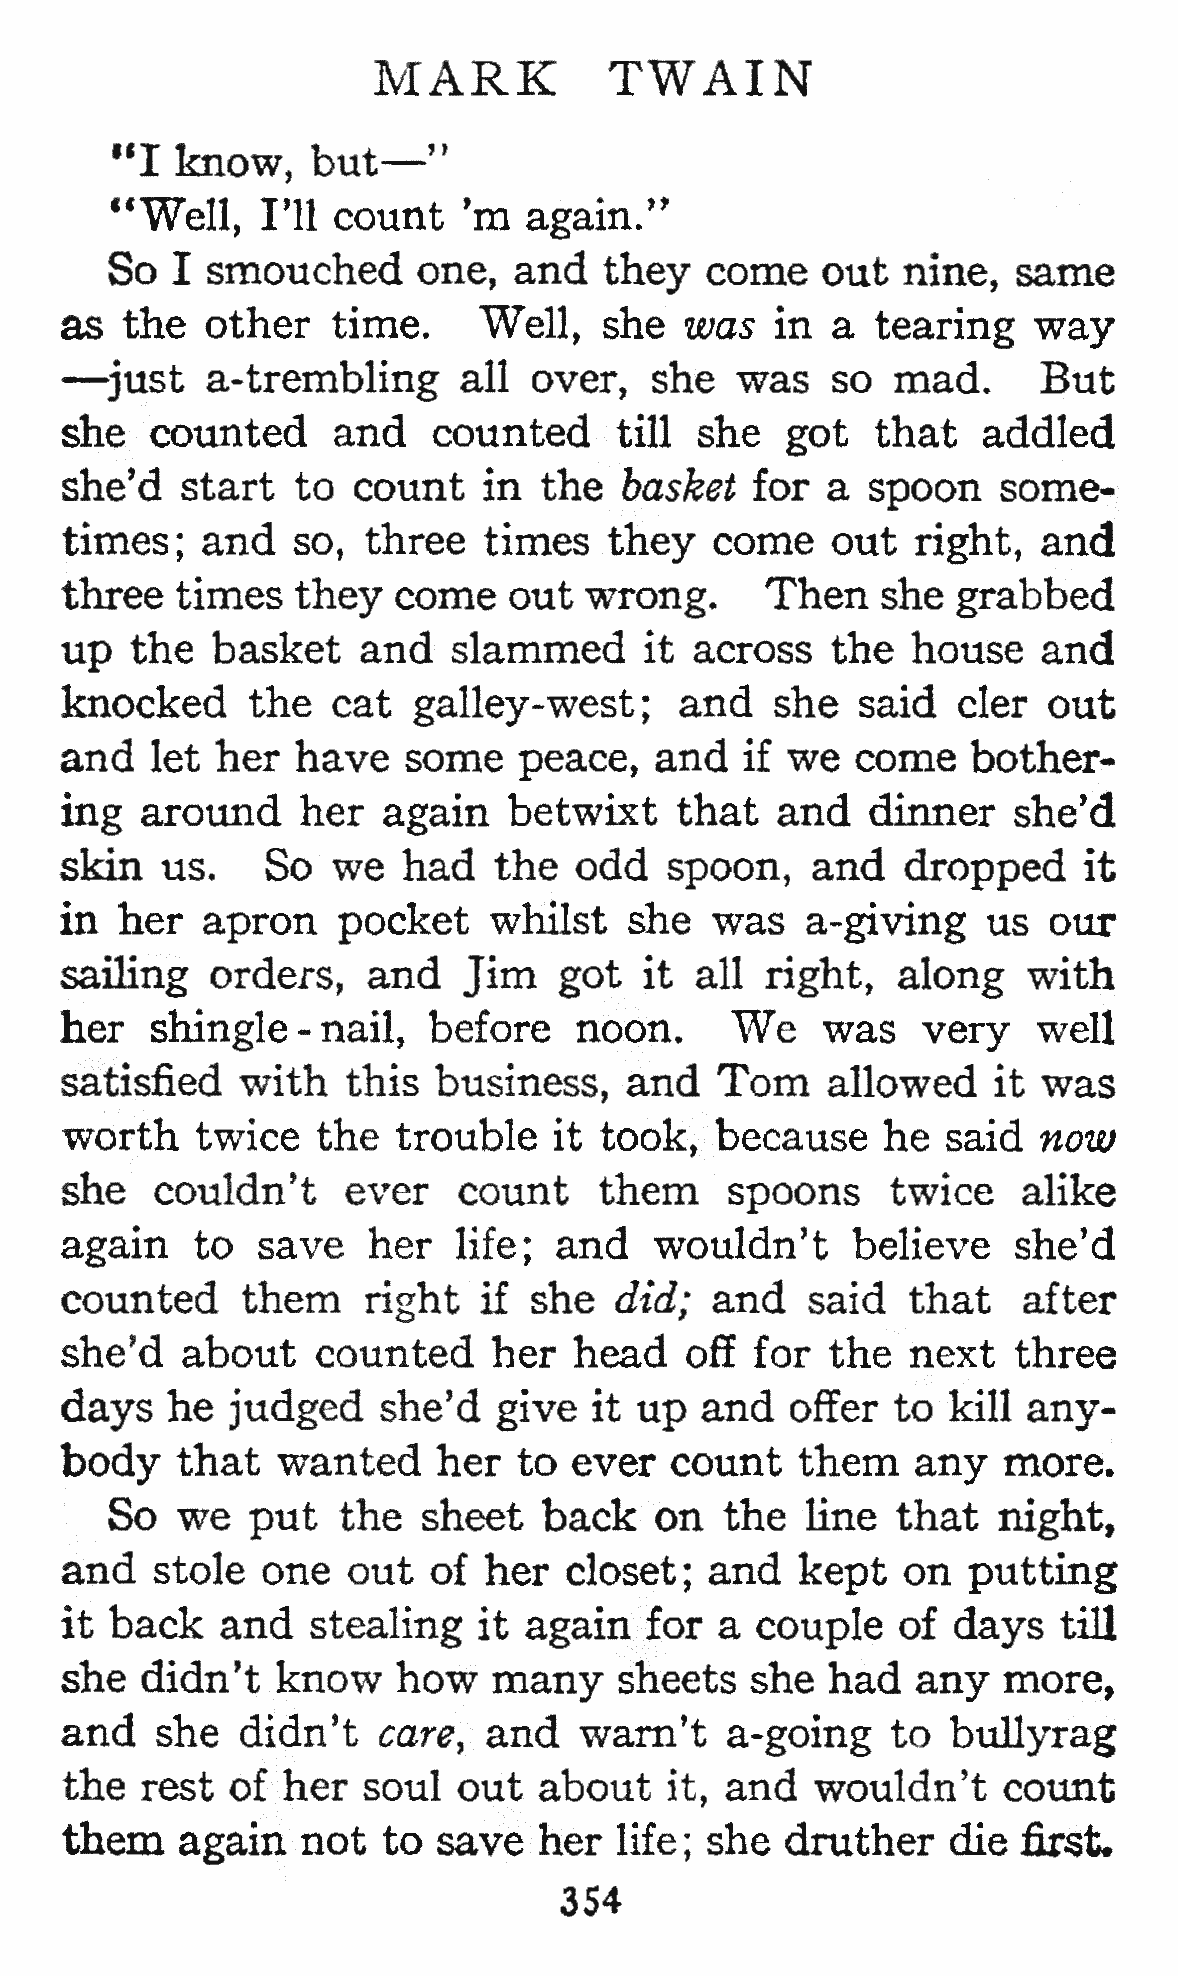 MARK TWAIN
“I know, but—”
“Well, I’ll count ’m again.”
So I smouched one, and they come out nine, same
as the other time. Well, she was in a tearing way
—just a-trembling all over, she was so mad. But
she counted and counted till she got that addled
she’d start to count in the basket for a spoon some-
times; and so, three times they come out right, and
three times they come out wrong. Then she grabbed
up the basket and slammed it across the house and
knocked the cat galley-west; and she said cler out
and let her have some peace, and if we come bother-
ing around her again betwixt that and dinner she’d
skin us. So we had the odd spoon, and dropped it
in her apron pocket whilst she was a-giving us our
sailing orders, and Jim got it all right, along with
her shingle-nail, before noon. We was very well
satisfied with this business, and Tom allowed it was
worth twice the trouble it took, because he said now
she couldn’t ever count them spoons twice alike
again to save her life; and wouldn’t believe she’d
counted them right if she did; and said that after
she’d about counted her head off for the next three
days he judged she’d give it up and offer to kill any-
body that wanted her to ever count them any more.
So we put the sheet back on the line that night,
and stole one out of her closet; and kept on putting
it back and stealing it again for a couple of days till
she didn’t know how many sheets she had any more,
and she didn’t care, and warn’t a-going to bullyrag
the rest of her soul out about it, and wouldn’t count
them again not to save her life; she druther die first.
354